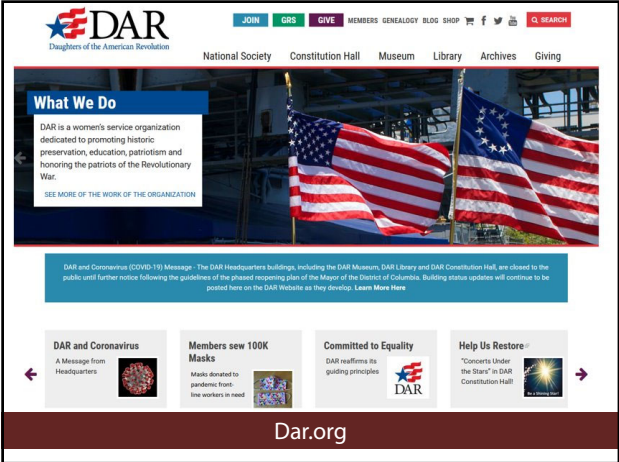 DAR
Daughters of the American Revolution
JOIN GRS GIVE MEMBERS GENEALOGY BLOG SHOP SEARCH
National Society Constitution Hall Museum Library Archives Giving
What We Do
DAR is a women's service organization
dedicated to promoting historic
preservation, education, patriotism and
honoring the patriots of the Revolutionary
War.
SEE MORE OF THE WORK OF THE ORGANIZATION
DAR and Coronavirus (COVID-19) Message - The DAR Headquarters buildings, including the DAR Museum, DAR Library and DAR Constitution Hall, are closed to the
public until further notice following the guidelines of the phased reopening plan of the Mayor of the District of Columbia. Building status updates will continue to be
posted here on the DAR Website as they develop. Learn More Here
DAR and Coronavirus
A Message from
Headquarters
Members sew 100K
Masks
Masks donated to
pandemic front-
line workers in need
Committed to Equality
DAR reaffirms its
guiding principles
DAR
Help Us Restore
"Concerts Under
the Stars" in DAR
Constitution Hall!
Be a Shining Star!
Dar.org